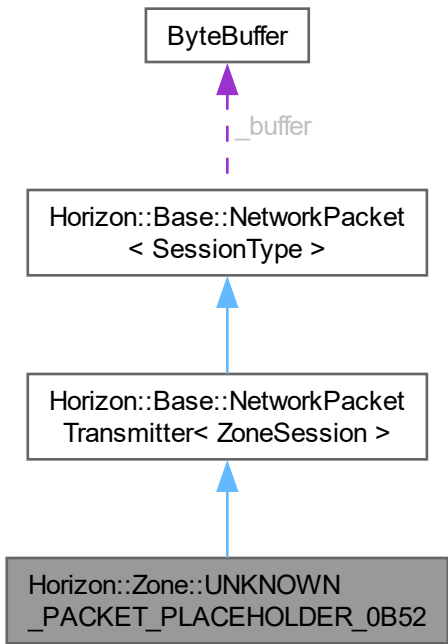 ByteBuffer
_buffer
Horizon::Base::NetworkPacket
< SessionType >
Horizon::Base::NetworkPacket
Transmitter< ZoneSession >
Horizon::Zone::UNKNOWN
_PACKET_PLACEHOLDER_0B52